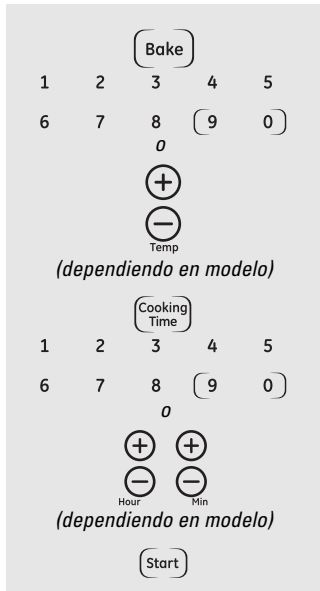 Bake
1 2 3 4 5
6 7 8 9 0
o
+
−
Temp
(dependiendo en modelo)
Cooking
Time
1 2 3 4 5
6 7 8 9 0
o
+ +
− −
Hour Min
(dependiendo en modelo)
Start